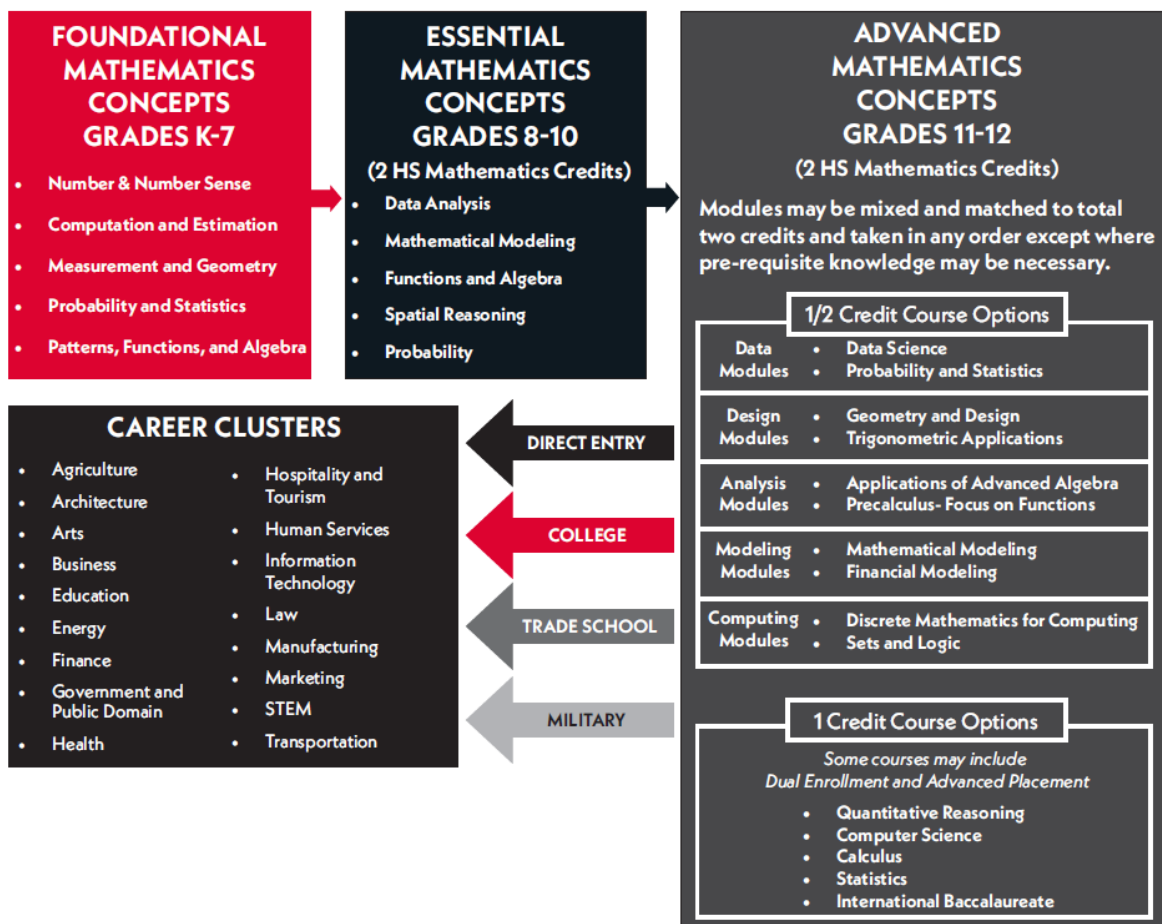 FOUNDATIONAL
MATHEMATICS
CONCEPTS
GRADES K-7
• Number & Number Sense
• Computation and Estimation
• Measurement and Geometry
• Probability and Statistics
• Patterns, Functions, and Algebra
ESSENTIAL
MATHEMATICS
CONCEPTS
GRADES 8-10
(2 HS Mathematics Credits)
• Data Analysis
• Mathematical Modeling
• Functions and Algebra
• Spatial Reasoning
• Probability
ADVANCED
MATHEMATICS
CONCEPTS
GRADES 11-12
(2 HS Mathematics Credits)
Modules may be mixed and matched to total
two credits and taken in any order except where
pre-requisite knowledge may be necessary.
1/2 Credit Course Options
Data • Data Science
Modules • Probability and Statistics
Design • Geometry and Design
Modules • Trigonometric Applications
Analysis • Applications of Advanced Algebra
Modules • Precalculus- Focus on Functions
Modeling • Mathematical Modeling
Modules • Financial Modeling
Computing • Discrete Mathematics for Computing
Modules • Sets and Logic
1 Credit Course Options
Some courses may include
Dual Enrollment and Advanced Placement
• Quantitative Reasoning
• Computer Science
• Calculus
• Statistics
• International Baccalaureate
DIRECT ENTRY
COLLEGE
TRADE SCHOOL
MILITARY
CAREER CLUSTERS
• Agriculture
• Architecture
• Arts
• Business
• Education
• Energy
• Finance
• Government and
Public Domain
• Health
• Hospitality and
Tourism
• Human Services
• Information
Technology
• Law
• Manufacturing
• Marketing
• STEM
• Transportation